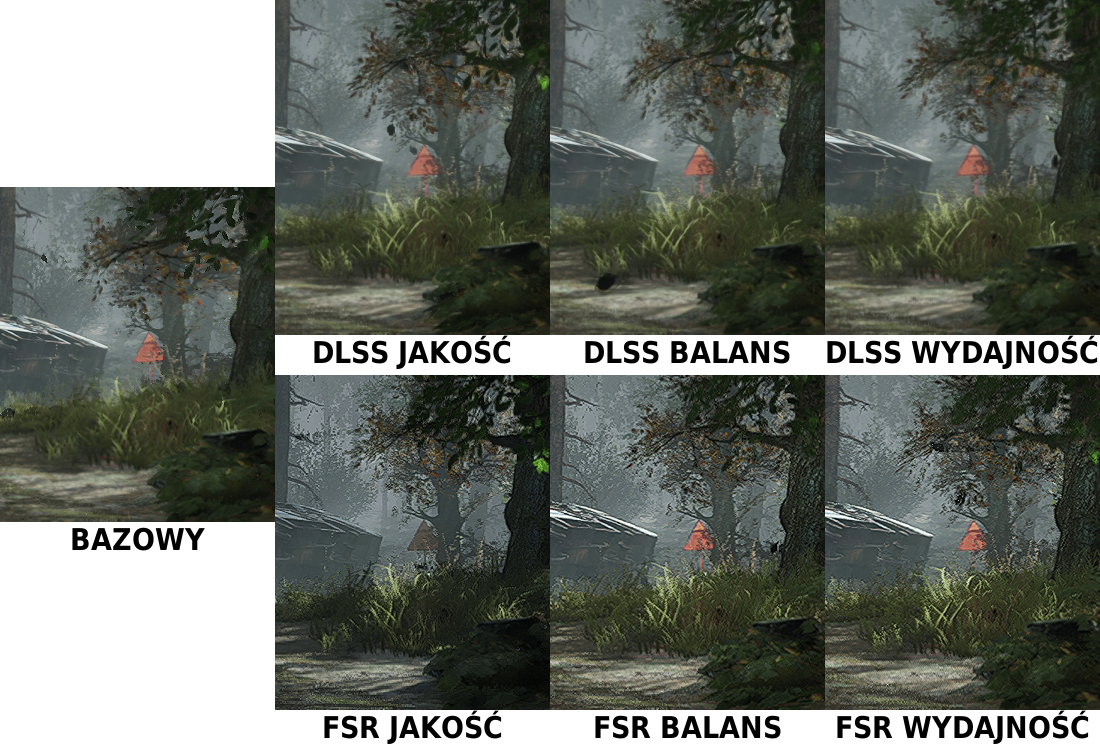 DLSS JAKOŚĆ
DLSS BALANS
DLSS WYDAJNOŚĆ
BAZOWY
FSR JAKOŚĆ
FSR BALANS
FSR WYDAJNOŚĆ